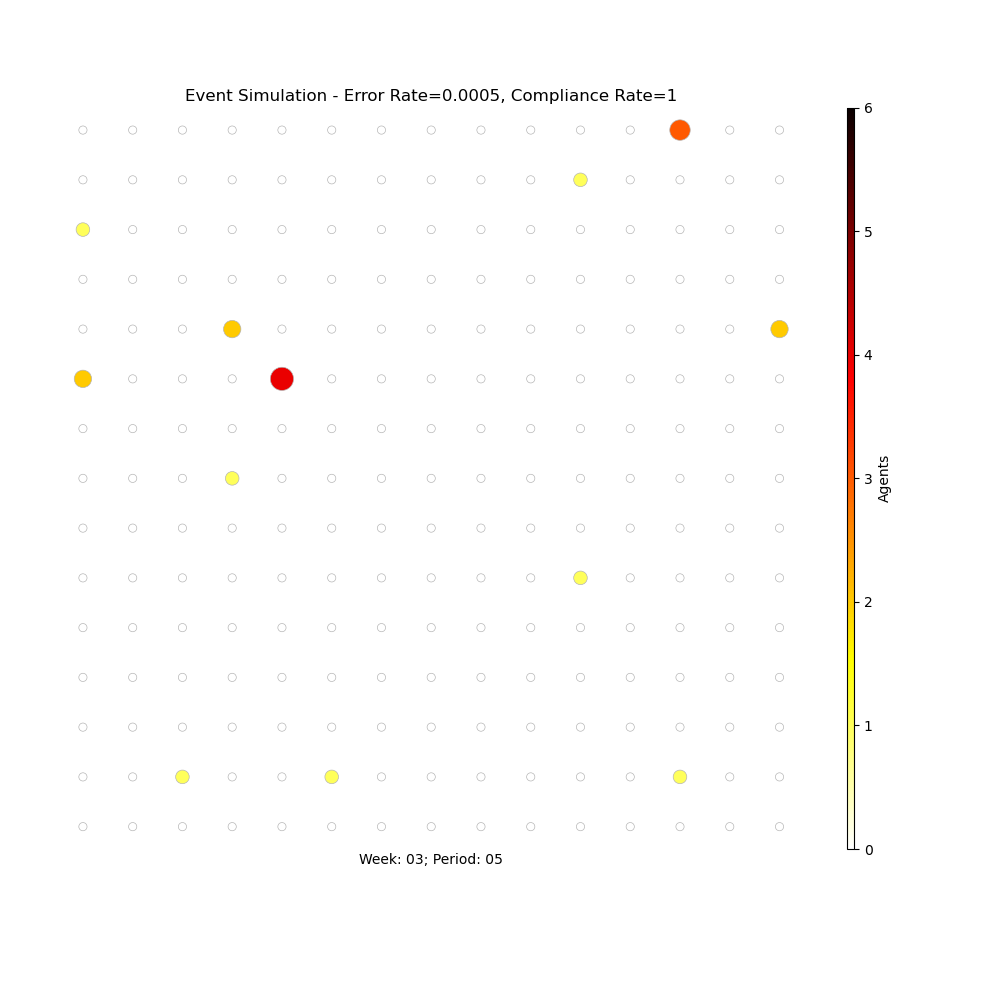 Event Simulation - Error Rate=0.0005, Compliance Rate=1
6
5
4
3
2
1
0
Agents
Week: 03; Period: 05